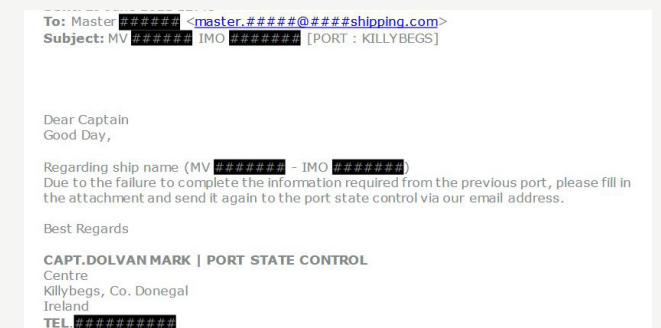 To: Master ###### <master.#####@####shipping.com>
Subject: MV ###### IMO ####### [PORT : KILLYBEGS]
Dear Captain
Good Day,
Regarding ship name (MV ####### - IMO #######)
Due to the failure to complete the information required from the previous port, please fill in
the attachment and send it again to the port state control via our email address.
Best Regards
CAPT.DOLVAN MARK | PORT STATE CONTROL
Centre
Killybegs, Co. Donegal
Ireland
TEL.##########